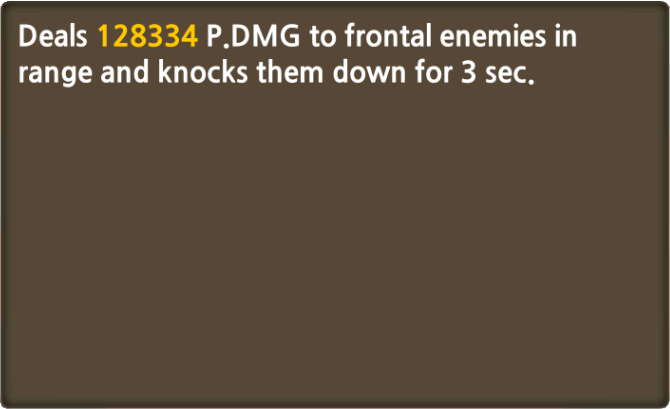 Deals 128334 P.DMG to frontal enemies in
range and knocks them down for 3 sec.